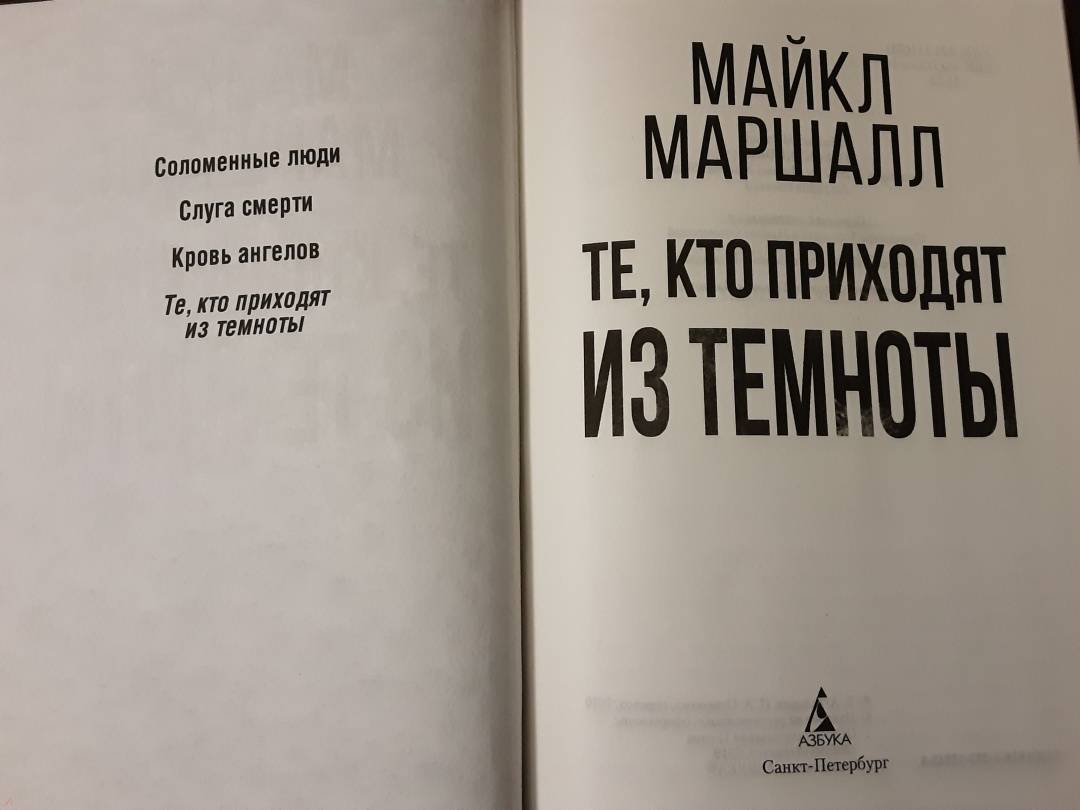 Соломенные люди
Слуга смерти
Кровь ангелов
Те, кто приходят
из темноты
МАЙКЛ
МАРШАЛЛ
ТЕ, КТО ПРИХОДЯТ
ИЗ ТЕМНОТЫ
АЗБУКА
Санкт-Петербург